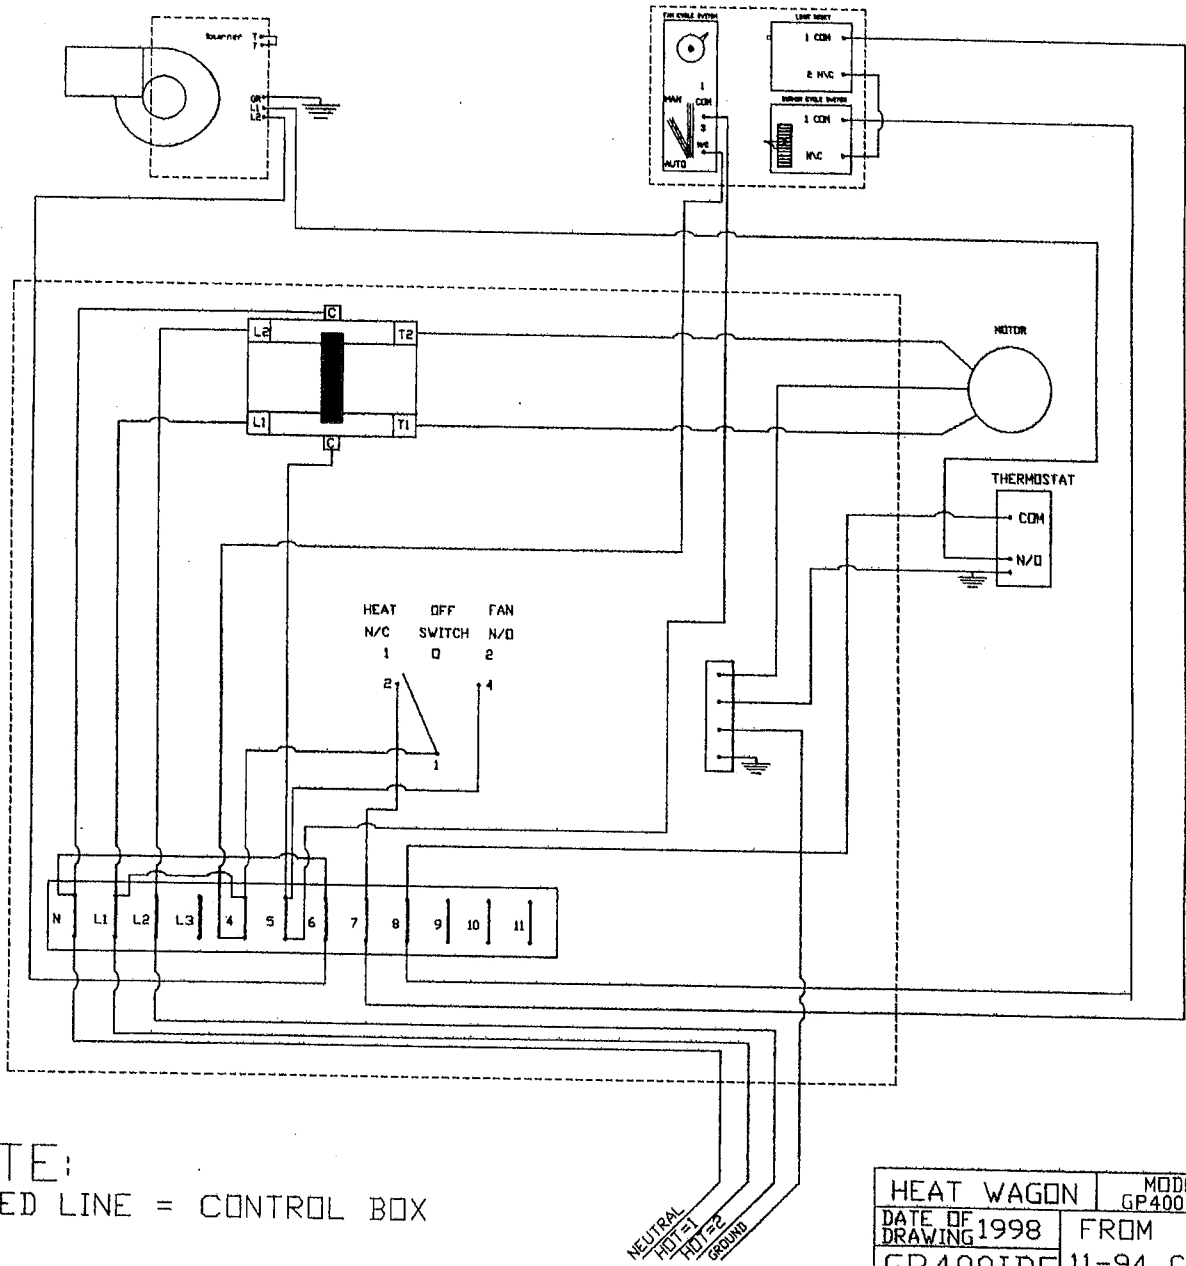 burner T
T
GR
L1
L2
FAN CYCLE SWITCH
1
MAN COM
3
N/O
AUTO
LIMIT RESET
1 COM
2 N\C
BURNER CYCLE SWITCH
1 COM
N\C
C
L2 T2
L1 T1
C
MOTOR
THERMOSTAT
COM
N/O
HEAT OFF FAN
N/C SWITCH N/O
1 0 2
2 4
1
N L1 L2 L3 4 5 6 7 8 9 10 11
TE:
ED LINE = CONTROL BOX
NEUTRAL
HOT=1
HOT=2
GROUND
HEAT WAGON
GP400
DATE OF DRAWING 1998
FROM
11-94